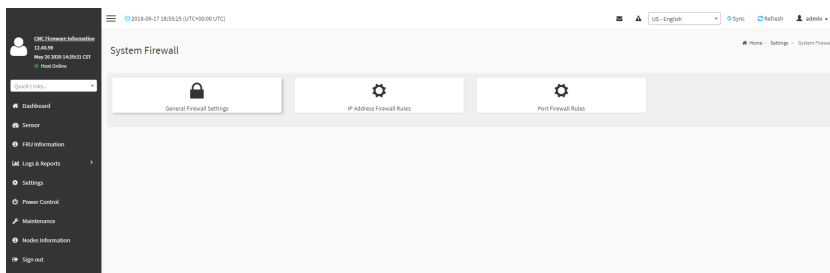 2018-06-17 18:55:25 (UTC+00:00 UTC)
US - English
Sync
Refresh
admin
CMC Firmware Information
12.40.98
May 26 2020 14:20:31 CST
Host Online
Quick Links..
Dashboard
Sensor
FRU Information
Logs & Reports
Settings
Power Control
Maintenance
Nodes Information
Sign out
System Firewall
Home > Settings > System Firewa
General Firewall Settings
IP Address Firewall Rules
Port Firewall Rules